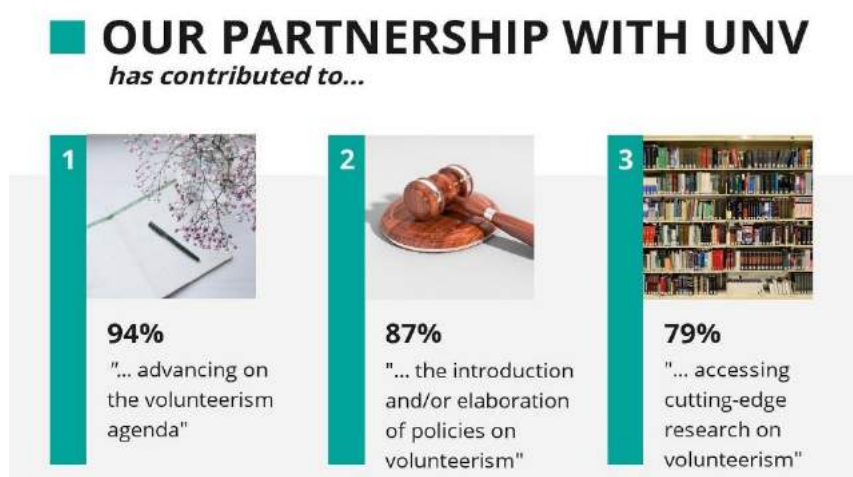 OUR PARTNERSHIP WITH UNV
has contributed to...
1
94%
"... advancing on
the volunteerism
agenda"
2
87%
"... the introduction
and/or elaboration
of policies on
volunteerism"
3
79%
"... accessing
cutting-edge
research on
volunteerism"